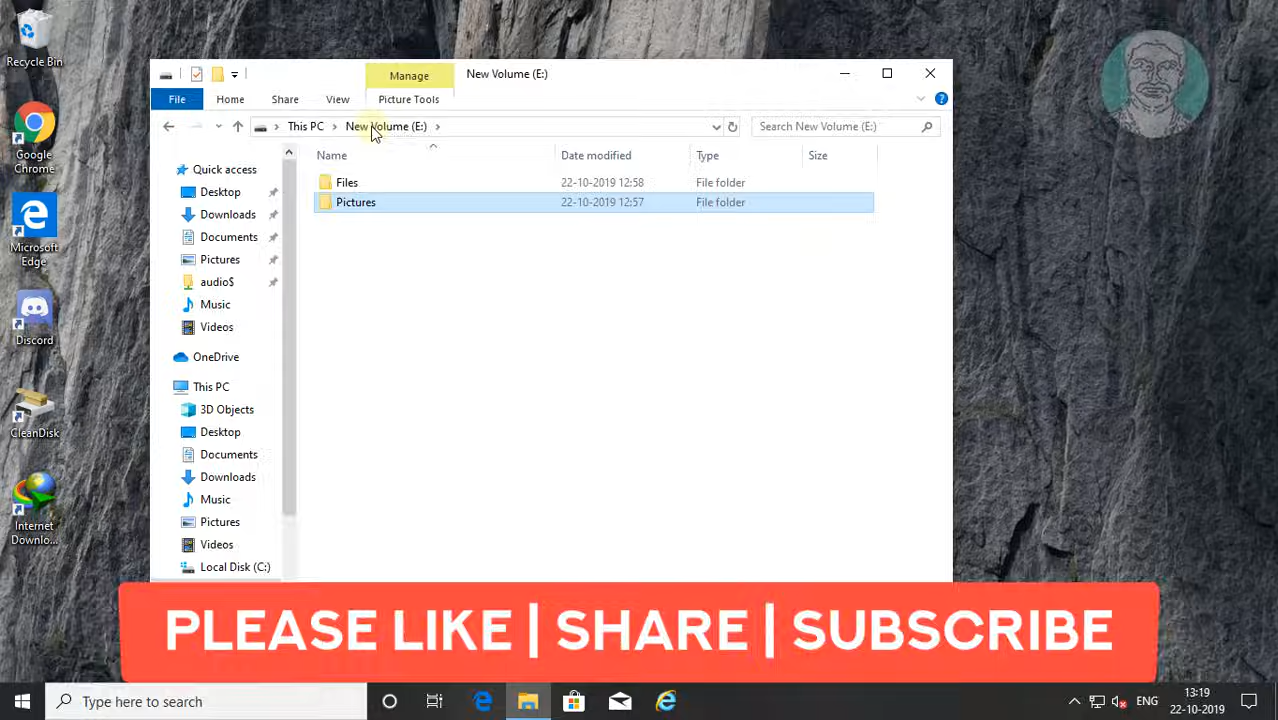 Recycle Bin
Google
Chrome
Microsoft
Edge
Discord
CleanDisk
Internet
Downlo...
Manage
New Volume (E:)
File
Home
Share
View
Picture Tools
This PC
New Volume (E:)
Search New Volume (E:)
Name
Date modified
Type
Size
Files
22-10-2019 12:58
File folder
Pictures
22-10-2019 12:57
File folder
Quick access
Desktop
Downloads
Documents
Pictures
audio$
Music
Videos
OneDrive
This PC
3D Objects
Desktop
Documents
Downloads
Music
Pictures
Videos
Local Disk (C:)
PLEASE LIKE | SHARE | SUBSCRIBE
Type here to search
ENG
13:19
22-10-2019